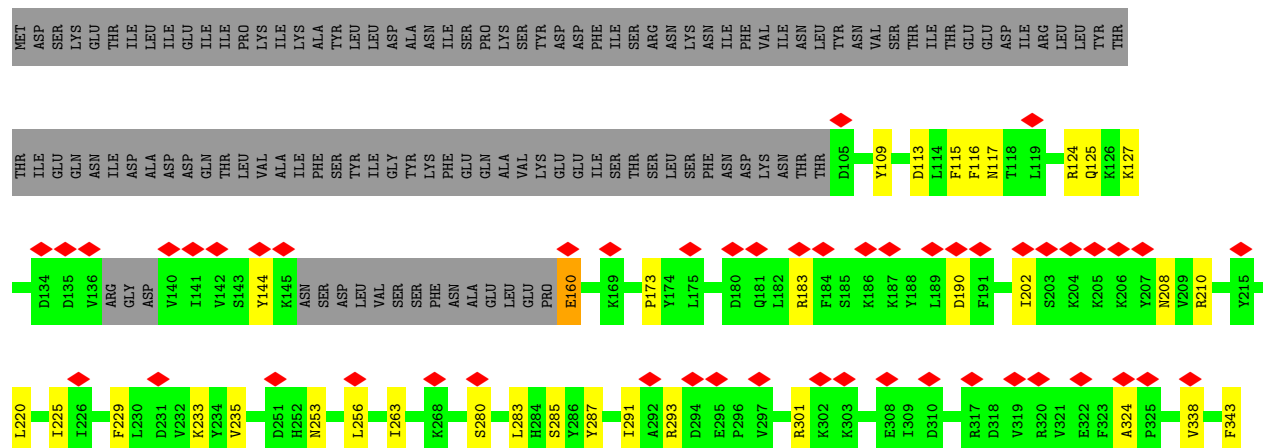 MET ASP SER LYS GLU THR ILE LEU ILE GLU ILE ILE PRO LYS ILE LYS ALA TYR LEU LEU ASP ALA ASN ILE SER PRO LYS SER TYR ASP ASP PHE ILE SER ARG ASN LYS ASN ILE PHE VAL ILE ASN LEU TYR ASN VAL SER THR ILE THR GLU GLU ASP ILE ARG LEU LEU TYR THR
THR ILE GLU GLN ASN ILE ASP ALA ASP ASP GLN THR LEU VAL ALA ILE PHE SER TYR ILE GLY TYR LYS PHE GLU GLN ALA VAL LYS GLU GLU ILE SER THR SER LEU SER PHE ASN ASP LYS ASN THR THR D105 Y109 D113 L114 F115 F116 N117 T118 L119 R124 Q125 K126 K127
D134 D135 V136 ARG GLY ASP V140 I141 V142 S143 Y144 K145 ASN SER ASP LEU VAL SER SER PHE ASN ALA GLU LEU GLU PRO E160 K169 P173 Y174 L175 D180 Q181 L182 R183 F184 S185 K186 K187 Y188 L189 D190 F191 I202 S203 K204 K205 K206 Y207 N208 V209 R210 Y215
L220 I225 I226 F229 L230 D231 V232 K233 Y234 V235 D251 H252 N253 L256 I263 K268 S280 L283 H284 S285 Y286 Y287 I291 A292 R293 D294 E295 P296 V297 R301 K302 K303 E308 I309 D310 R317 D318 V319 R320 V321 E322 F323 A324 P325 V338 F343